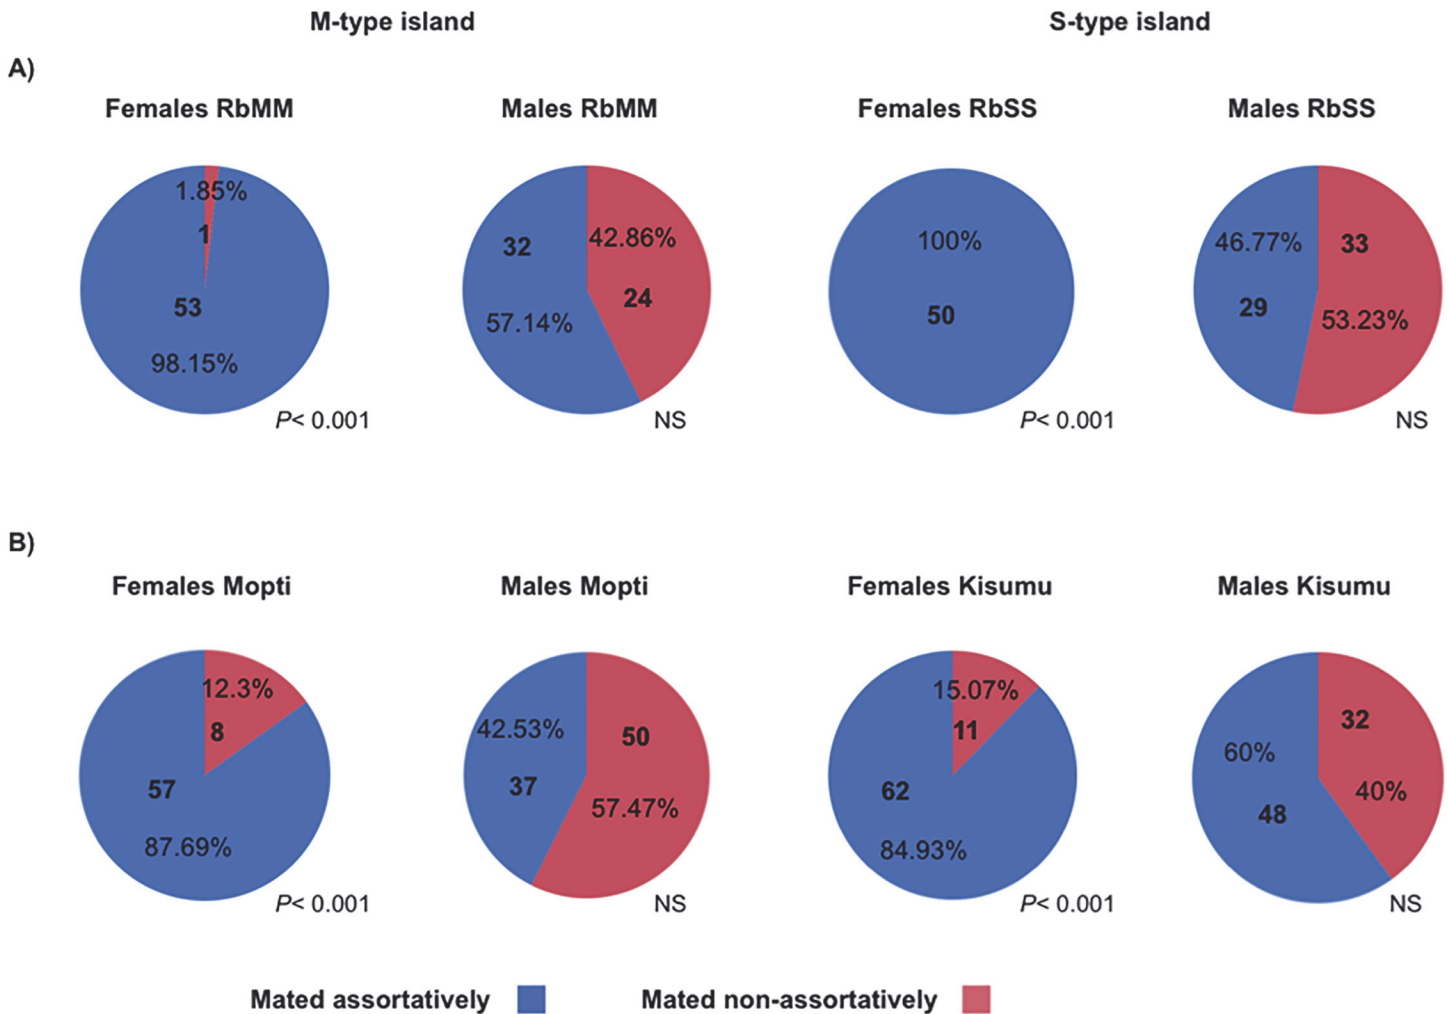 M-type island
S-type island
A)
Females RbMM
Males RbMM
Females RbSS
Males RbSS
1.85%
1
53
98.15%
P< 0.001
32
42.86%
24
57.14%
NS
100%
50
P< 0.001
46.77%
33
29
53.23%
NS
B)
Females Mopti
Males Mopti
Females Kisumu
Males Kisumu
12.3%
8
57
87.69%
P< 0.001
42.53%
50
37
57.47%
NS
15.07%
11
62
84.93%
P< 0.001
32
60%
40%
48
NS
Mated assortatively
Mated non-assortatively